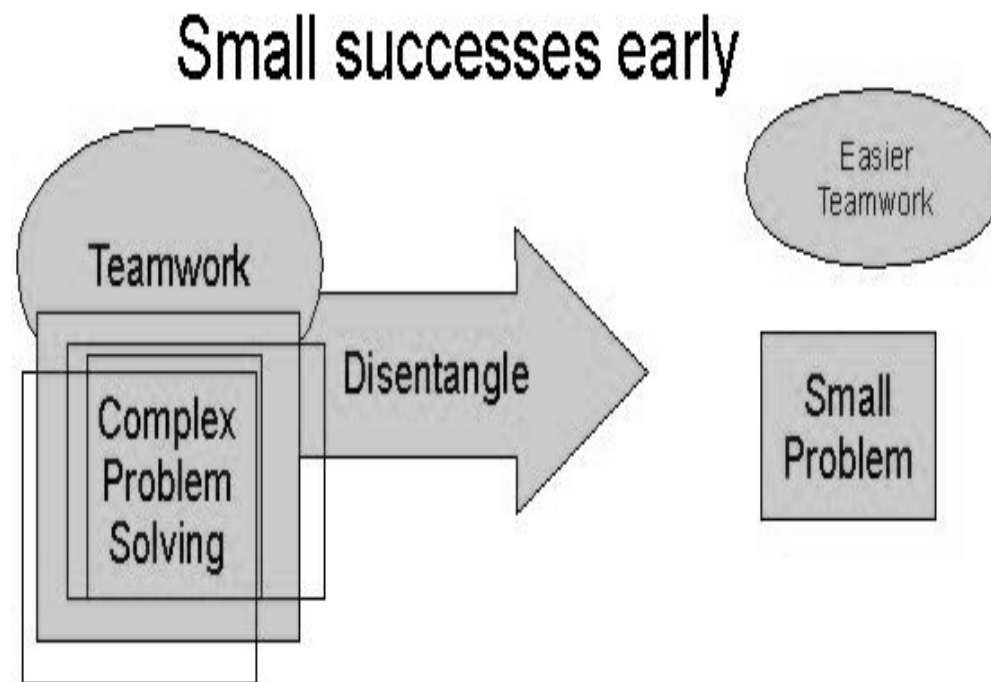 Small successes early
Teamwork
Complex
Problem
Solving
Disentangle
Easier
Teamwork
Small
Problem